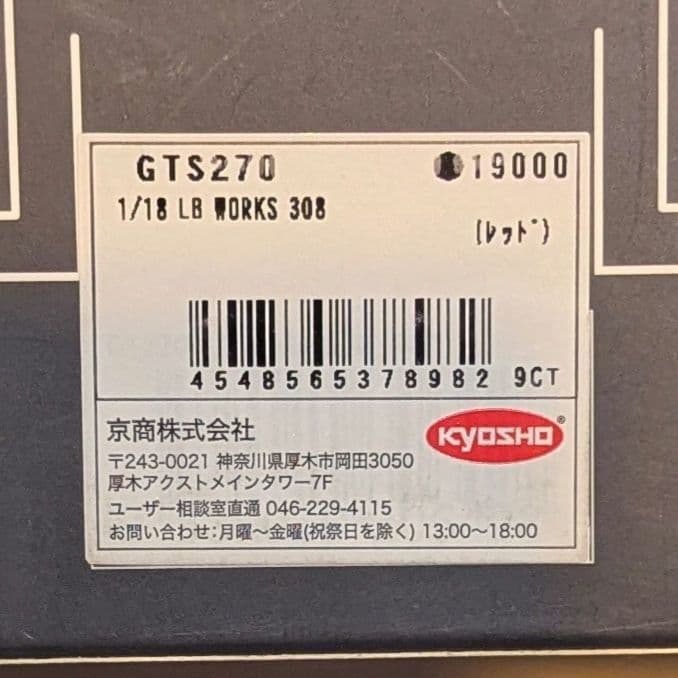 GTS270 ●19000
1/18 LB WORKS 308
(ﾚｯﾄﾞ)
4548565378982 9CT
京商株式会社
KYOSHO®
〒243-0021 神奈川県厚木市岡田3050
厚木アクストメインタワー7F
ユーザー相談室直通 046-229-4115
お問い合わせ:月曜～金曜(祝祭日を除く) 13:00～18:00